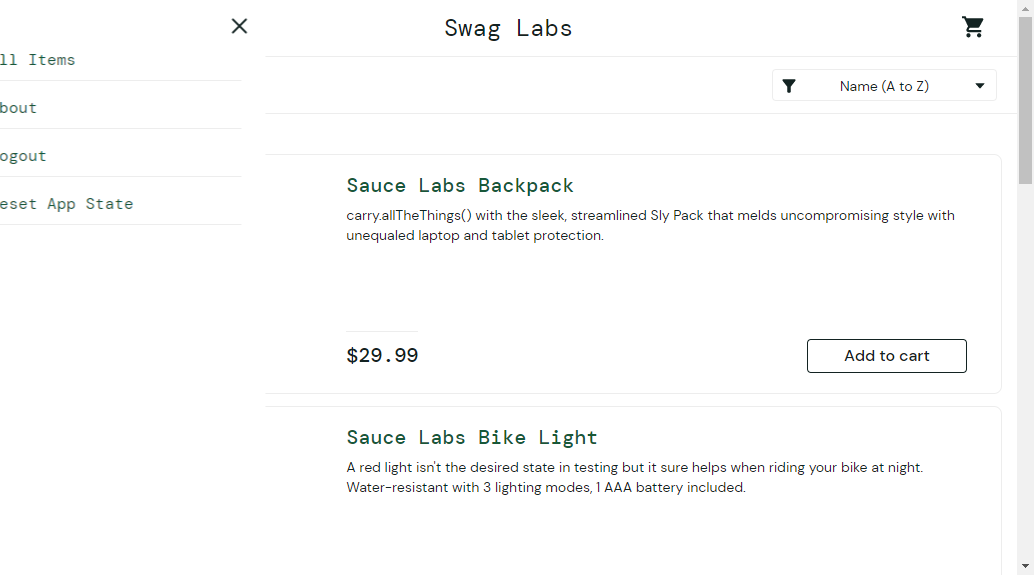 Swag Labs
ll Items
bout
ogout
eset App State
Name (A to Z)
Sauce Labs Backpack
carry.allTheThings() with the sleek, streamlined Sly Pack that melds uncompromising style with
unequaled laptop and tablet protection.
$29.99
Add to cart
Sauce Labs Bike Light
A red light isn't the desired state in testing but it sure helps when riding your bike at night.
Water-resistant with 3 lighting modes, 1 AAA battery included.